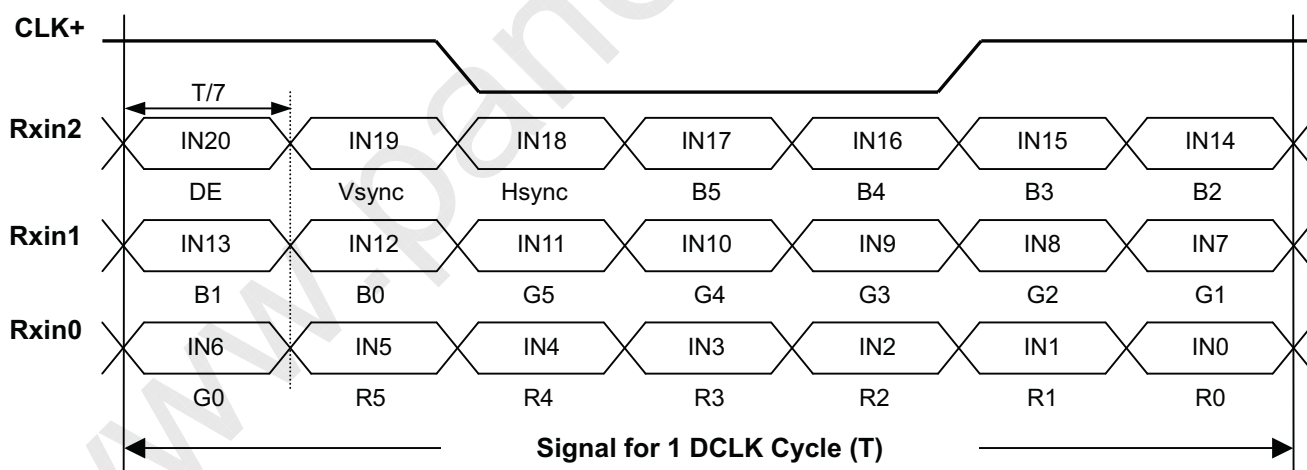 CLK+
T/7
Rxin2 IN20 IN19 IN18 IN17 IN16 IN15 IN14
DE Vsync Hsync B5 B4 B3 B2
Rxin1 IN13 IN12 IN11 IN10 IN9 IN8 IN7
B1 B0 G5 G4 G3 G2 G1
Rxin0 IN6 IN5 IN4 IN3 IN2 IN1 IN0
G0 R5 R4 R3 R2 R1 R0
Signal for 1 DCLK Cycle (T)